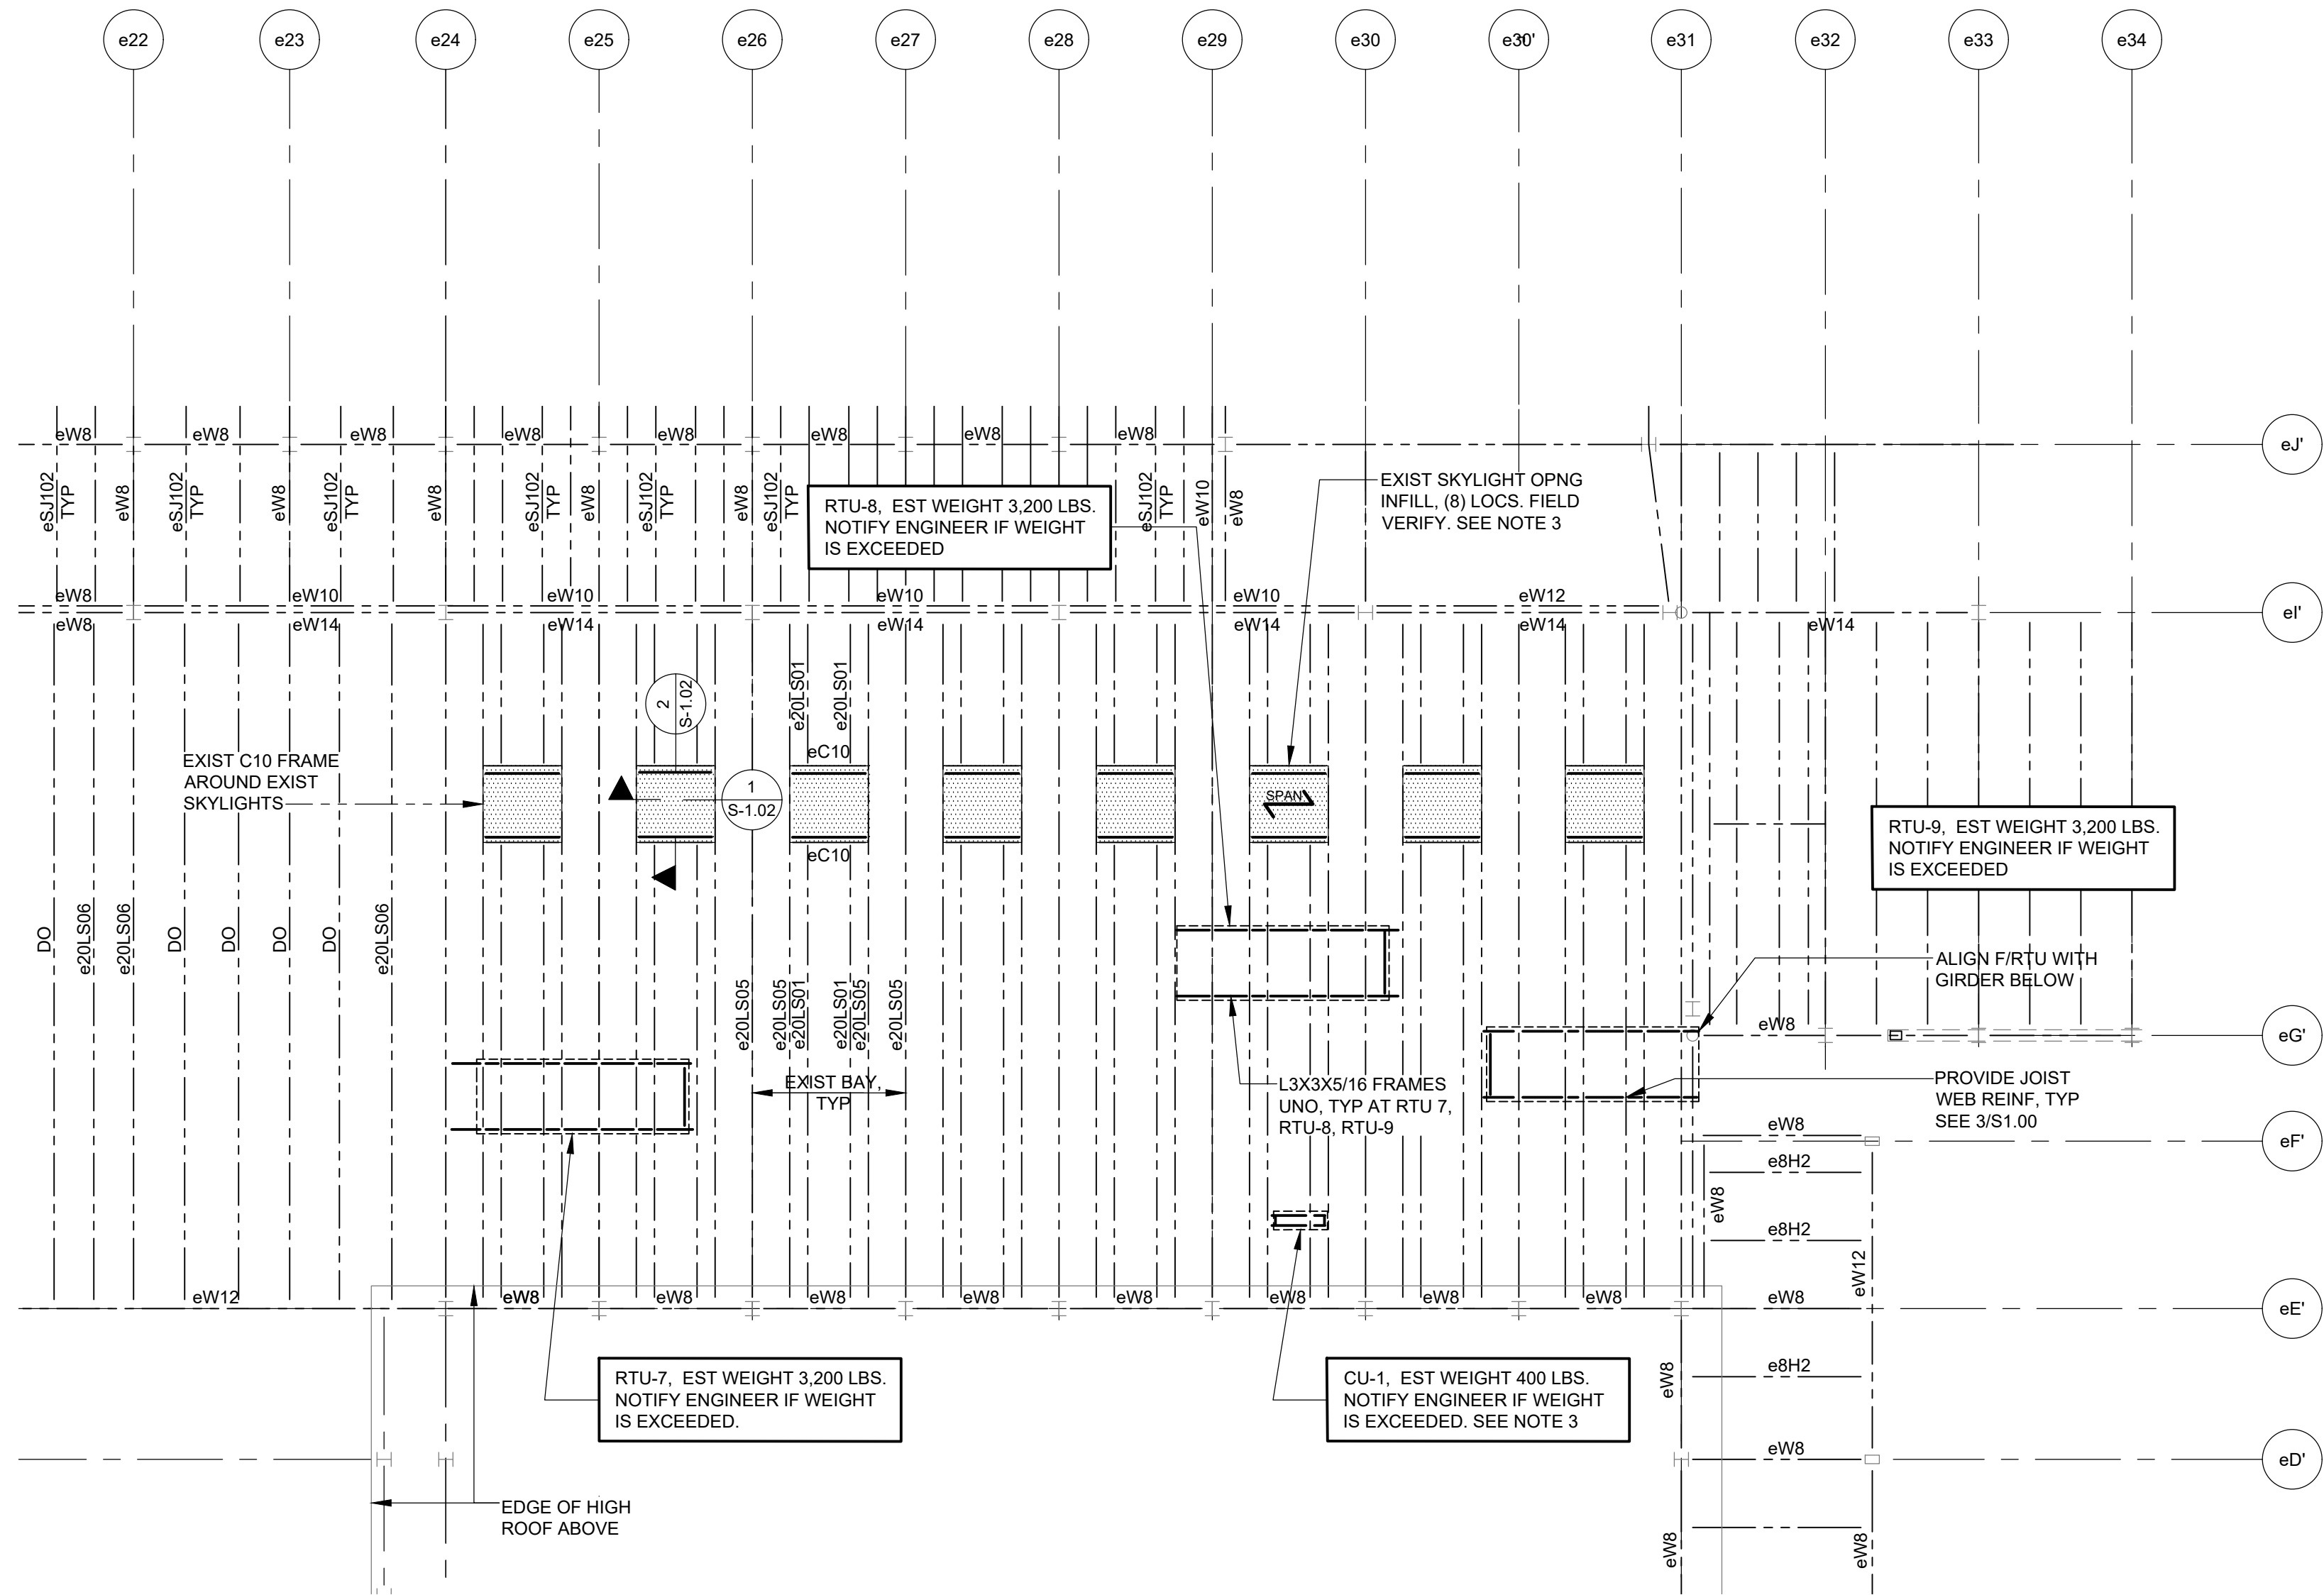 e22 e23 e24 e25 e26 e27 e28 e29 e30 e30' e31 e32 e33 e34
eW8 eW8 eW8 eW8 eW8 eW8 eW8 eW8
eJ'
eSJ102
TYP
eW8
eSJ102
TYP
eW8
eSJ102
TYP
eW8
eSJ102
TYP
eW8
eSJ102
TYP
eW8
eSJ102
TYP
RTU-8, EST WEIGHT 3,200 LBS.
NOTIFY ENGINEER IF WEIGHT
IS EXCEEDED
eSJ102
TYP
eW10
eW8
EXIST SKYLIGHT OPNG
INFILL, (8) LOCS. FIELD
VERIFY. SEE NOTE 3
eW8 eW10 eW10 eW10 eW10 eW12
eI'
eW8 eW14 eW14 eW14 eW14 eW14 eW14
2
S-1.02
e20LS01
e20LS01
eC10
EXIST C10 FRAME
AROUND EXIST
SKYLIGHTS
1
S-1.02
SPAN
eC10
RTU-9, EST WEIGHT 3,200 LBS.
NOTIFY ENGINEER IF WEIGHT
IS EXCEEDED
DO
e20LS06
e20LS06
DO
DO
DO
DO
e20LS06
e20LS05
e20LS05
e20LS01
e20LS01
e20LS05
e20LS05
ALIGN F/RTU WITH
GIRDER BELOW
eW8
eG'
EXIST BAY,
TYP
L3X3X5/16 FRAMES
UNO, TYP AT RTU 7,
RTU-8, RTU-9
PROVIDE JOIST
WEB REINF, TYP
SEE 3/S1.00
eW8
eF'
e8H2
eW8
e8H2
eW12
eW12 eW8 eW8 eW8 eW8 eW8 eW8 eW8 eW8 eW8
eE'
RTU-7, EST WEIGHT 3,200 LBS.
NOTIFY ENGINEER IF WEIGHT
IS EXCEEDED.
CU-1, EST WEIGHT 400 LBS.
NOTIFY ENGINEER IF WEIGHT
IS EXCEEDED. SEE NOTE 3
eW8
e8H2
eW8
eD'
EDGE OF HIGH
ROOF ABOVE
eW8
eW8